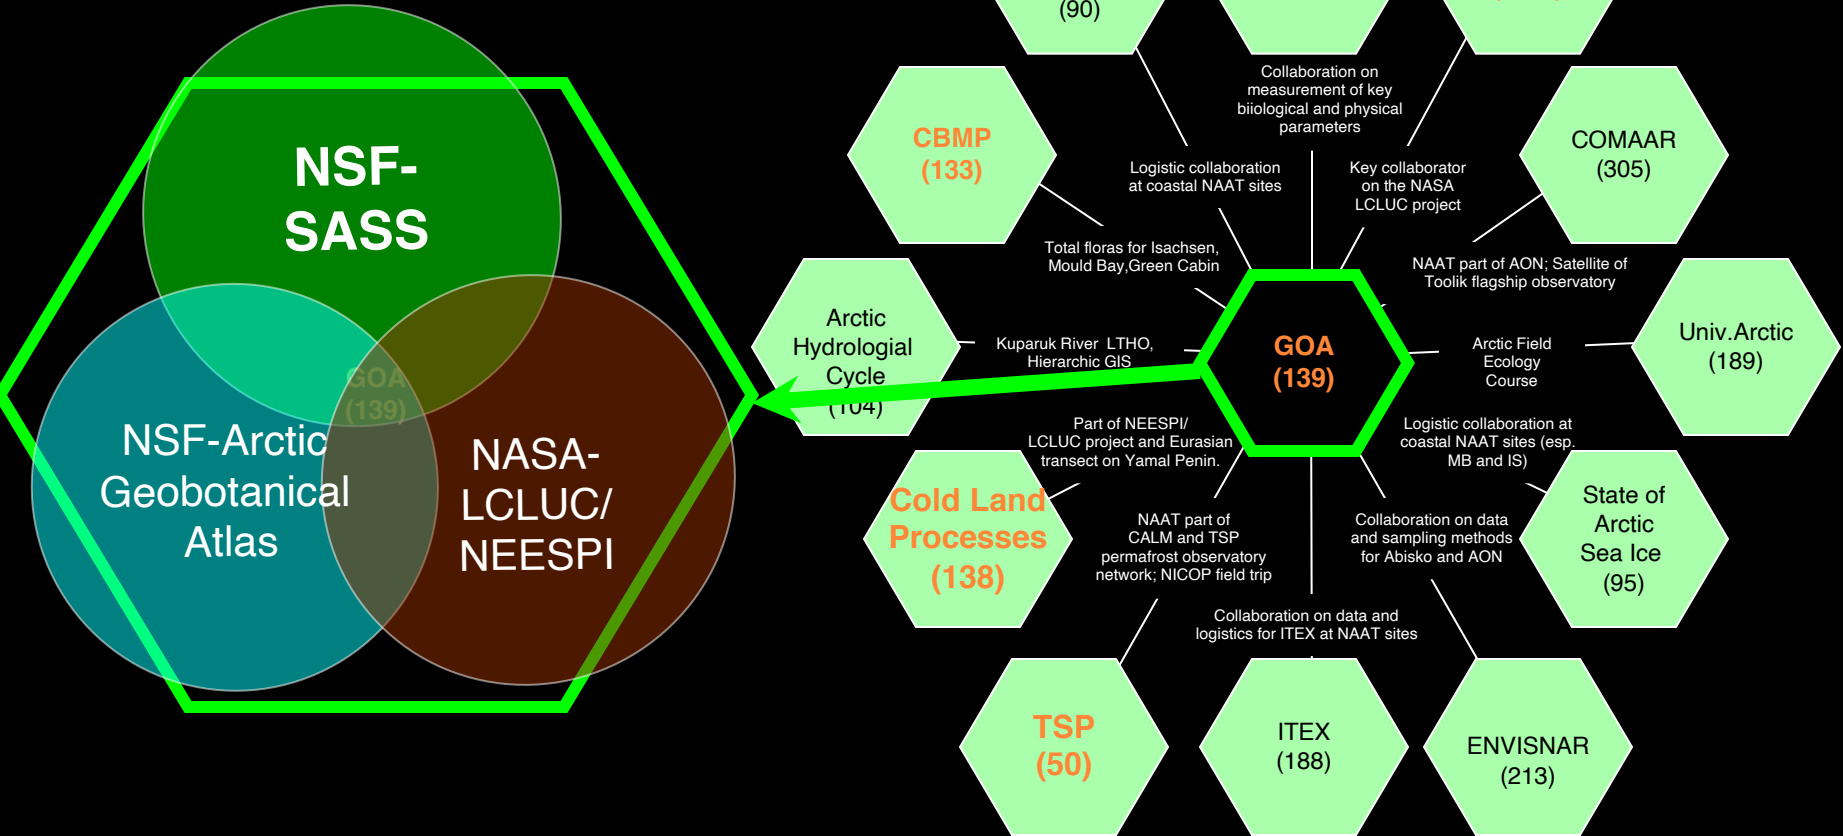 NSF-
SASS
GOA
(139)
NSF-Arctic
Geobotanical
Atlas
NASA-
LCLUC/
NEESPI
(90)
Collaboration on
measurement of key
biiological and physical
parameters
CBMP
(133)
Logistic collaboration
at coastal NAAT sites
Key collaborator
on the NASA
LCLUC project
COMAAR
(305)
Total floras for Isachsen,
Mould Bay,Green Cabin
NAAT part of AON; Satellite of
Toolik flagship observatory
Arctic
Hydrologial
Cycle
(104)
Kuparuk River LTHO,
Hierarchic GIS
GOA
(139)
Arctic Field
Ecology
Course
Univ.Arctic
(189)
Part of NEESPI/
LCLUC project and Eurasian
transect on Yamal Penin.
Logistic collaboration at
coastal NAAT sites (esp.
MB and IS)
Cold Land
Processes
(138)
NAAT part of
CALM and TSP
permafrost observatory
network; NICOP field trip
Collaboration on data
and sampling methods
for Abisko and AON
State of
Arctic
Sea Ice
(95)
Collaboration on data and
logistics for ITEX at NAAT sites
TSP
(50)
ITEX
(188)
ENVISNAR
(213)